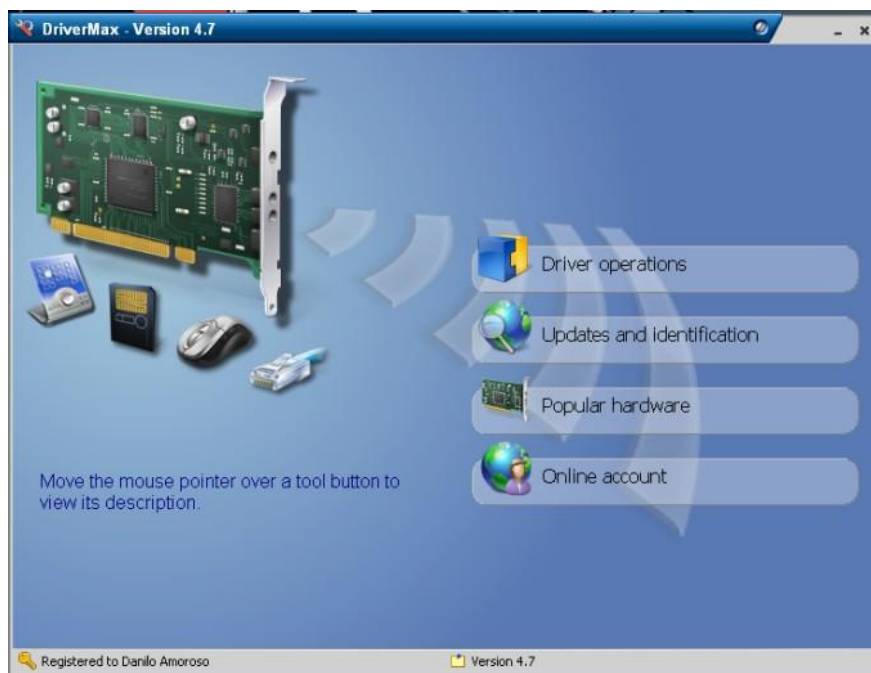 DriverMax - Version 4.7
Driver operations
Updates and identification
Popular hardware
Online account
Move the mouse pointer over a tool button to
view its description.
Registered to Danilo Amoroso
Version 4.7